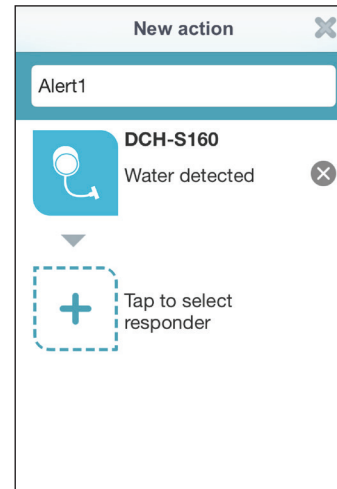 New action
Alert1
DCH-S160
Water detected
Tap to select
responder